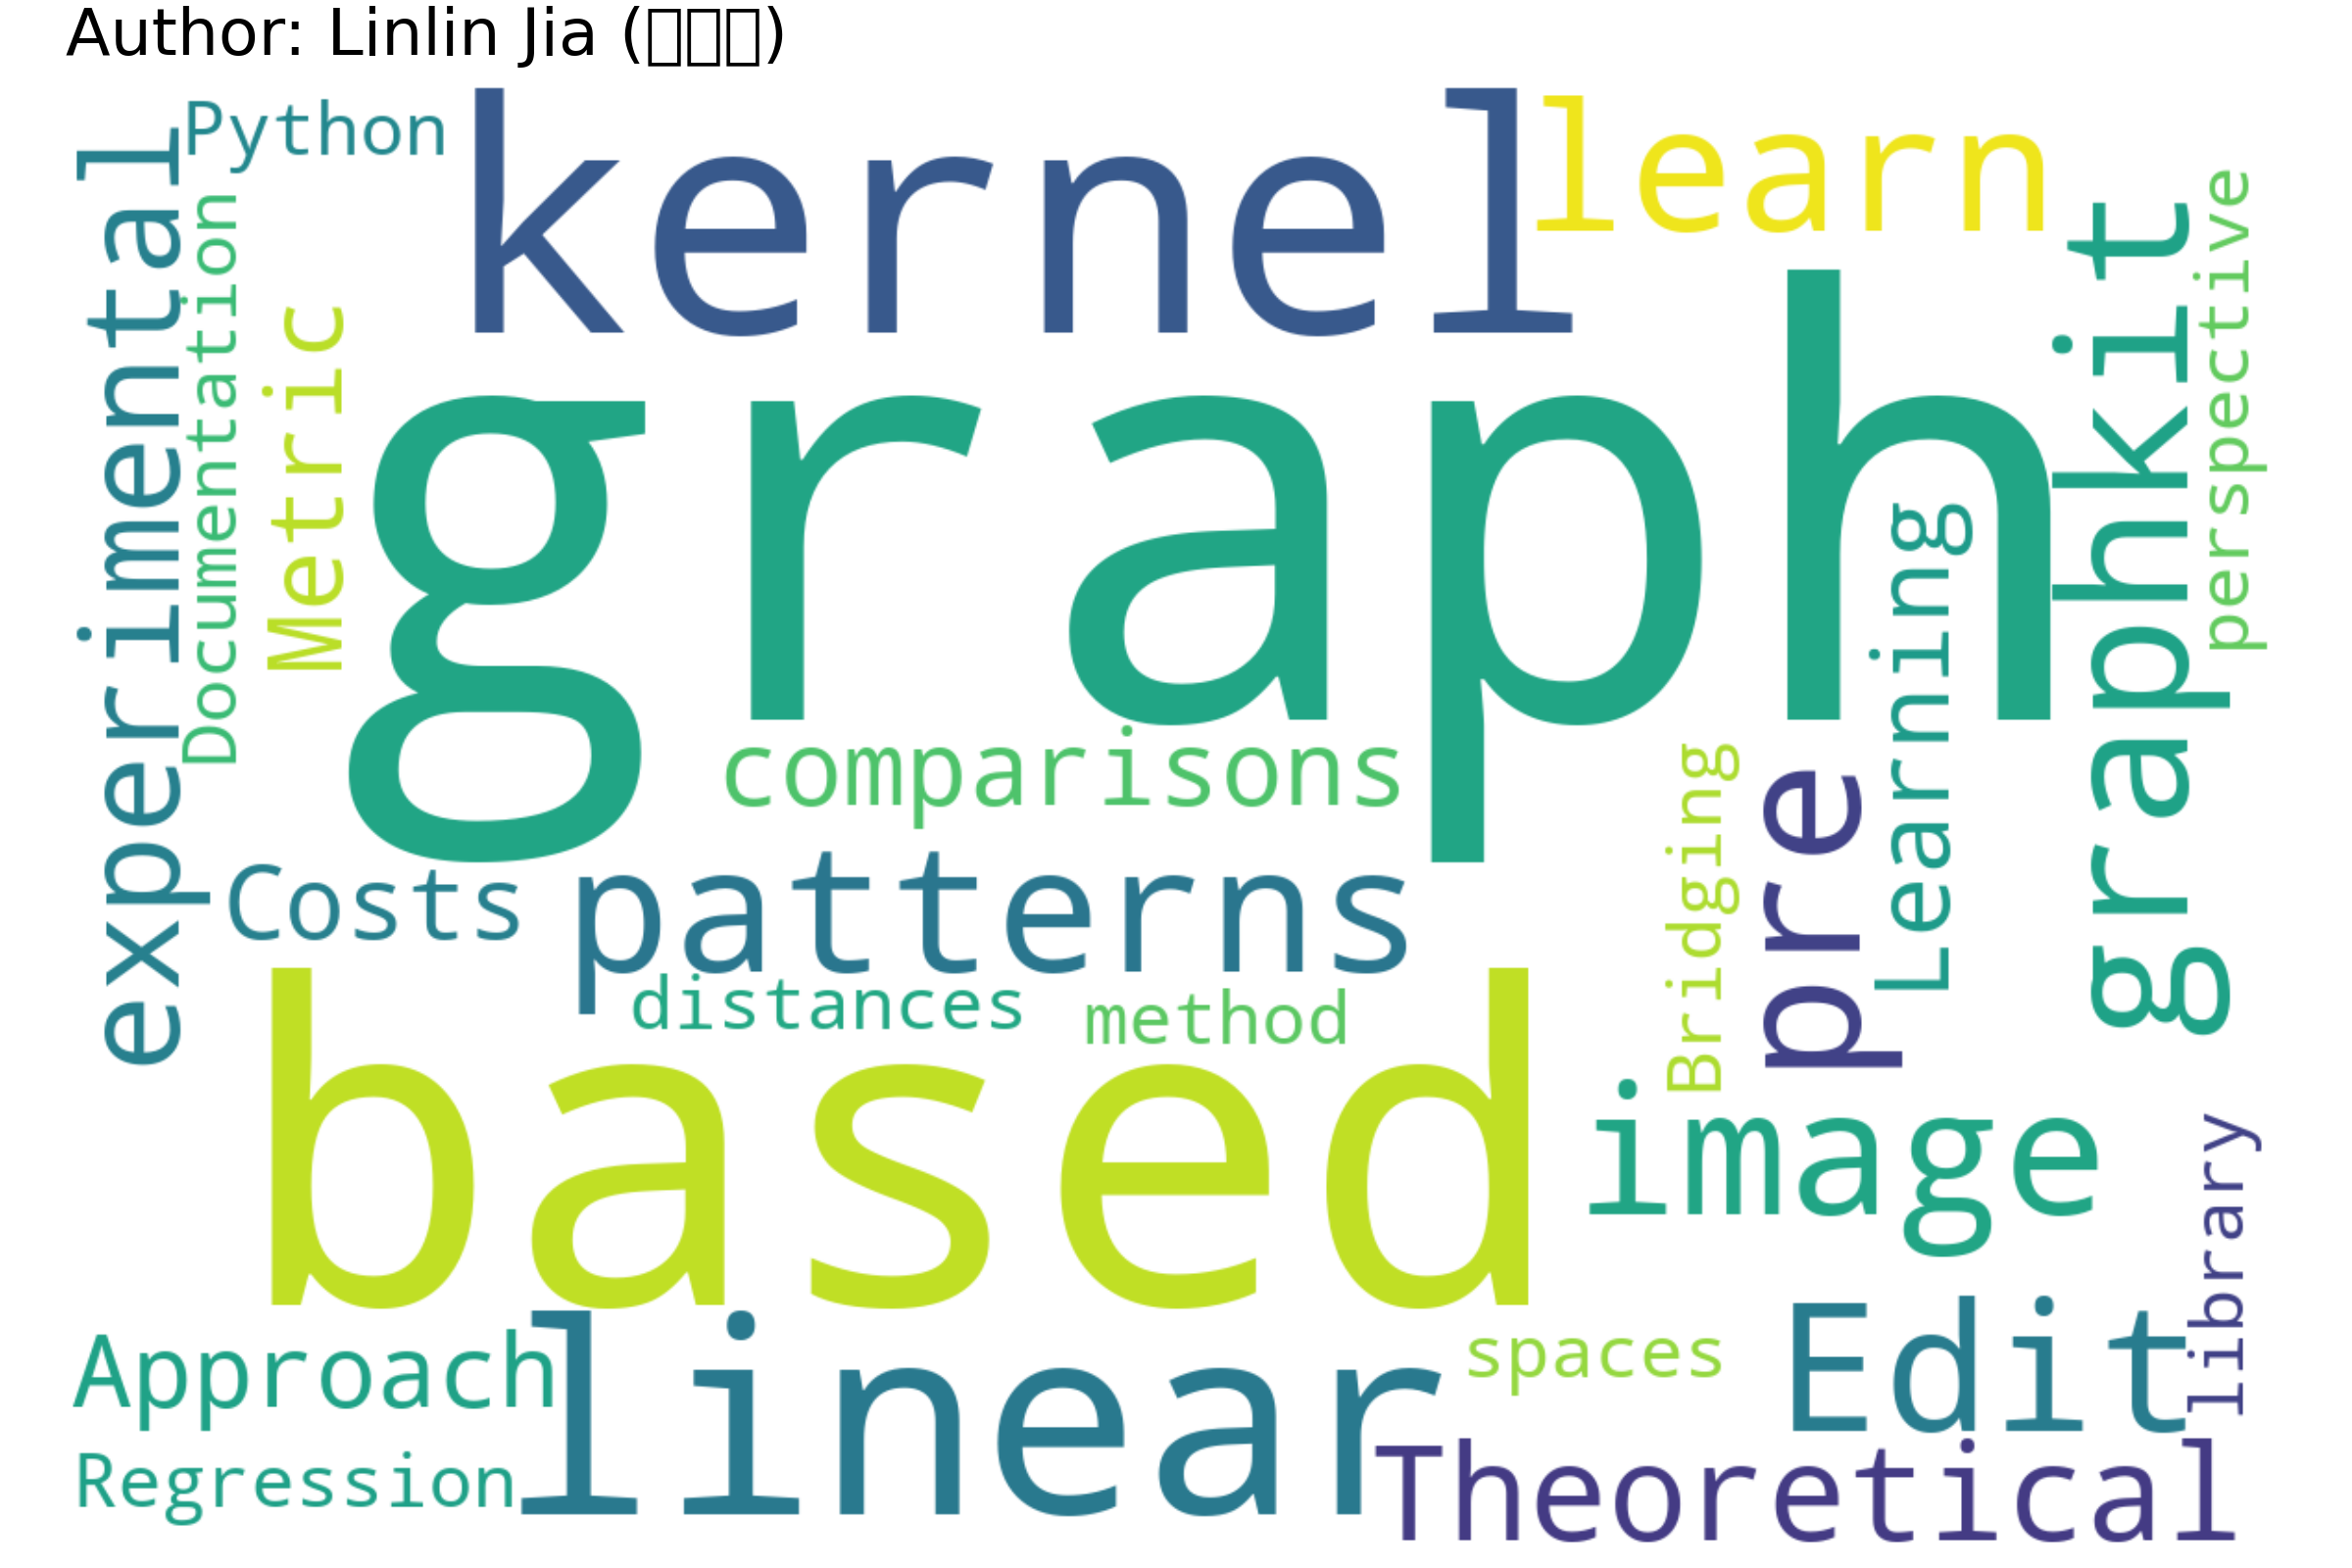 Author: Linlin Jia (□□□)
Python
kernel
learn
experimental
Documentation
Metric
graph
graphkit
perspective
Learning
comparisons
Bridging
pre
Costs
patterns
distances
method
based
image
library
Approach
linear
spaces
Edit
Regression
Theoretical